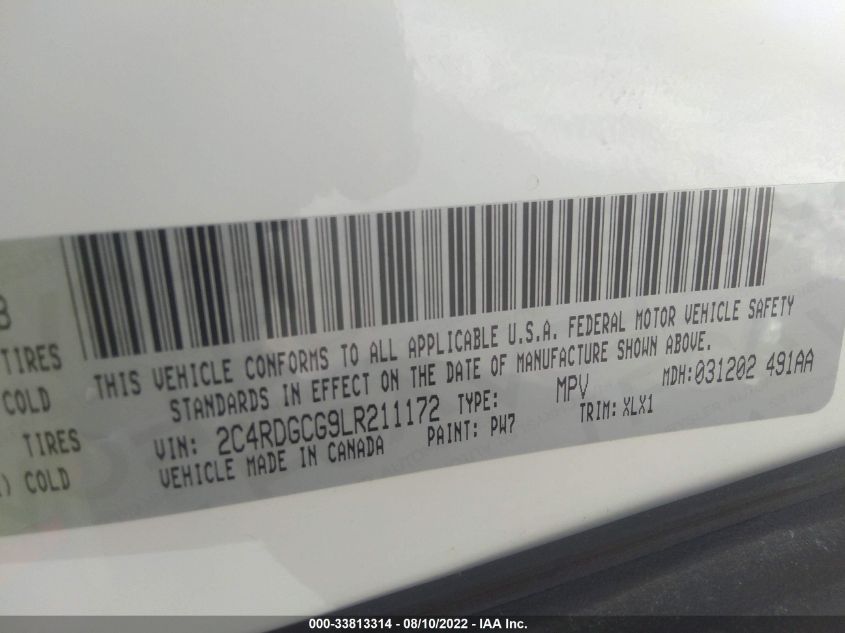 3
TIRES
COLD
TIRES
) COLD
THIS VEHICLE CONFORMS TO ALL APPLICABLE U.S.A. FEDERAL MOTOR VEHICLE SAFETY
STANDARDS IN EFFECT ON THE DATE OF MANUFACTURE SHOWN ABOVE.
VIN: 2C4RDGCG9LR211172 TYPE: MPV MDH:031202 491AA
VEHICLE MADE IN CANADA PAINT: PW7 TRIM: XLX1
000-33813314 - 08/10/2022 - IAA Inc.